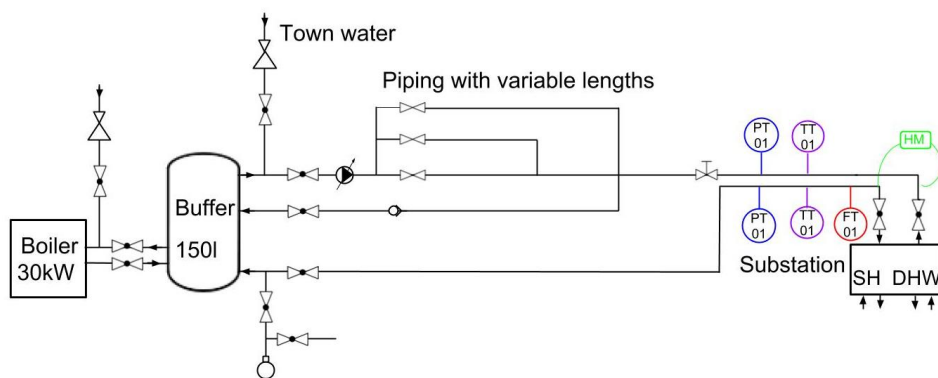 Town water
Piping with variable lengths
PT
01
TT
01
HM
Buffer
150l
Boiler
30kW
PT
01
TT
01
FT
01
Substation
SH DHW